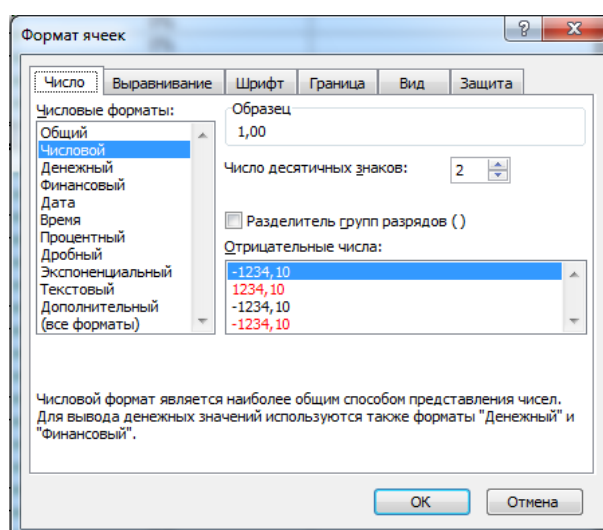 Формат ячеек
Число Выравнивание Шрифт Граница Вид Защита
Числовые форматы:
Общий
Числовой
Денежный
Финансовый
Дата
Время
Процентный
Дробный
Экспоненциальный
Текстовый
Дополнительный
(все форматы)
Образец
1,00
Число десятичных знаков: 2
Разделитель групп разрядов ( )
Отрицательные числа:
-1234,10
1234,10
-1234,10
-1234,10
Числовой формат является наиболее общим способом представления чисел.
Для вывода денежных значений используются также форматы "Денежный" и
"Финансовый".
OK Отмена